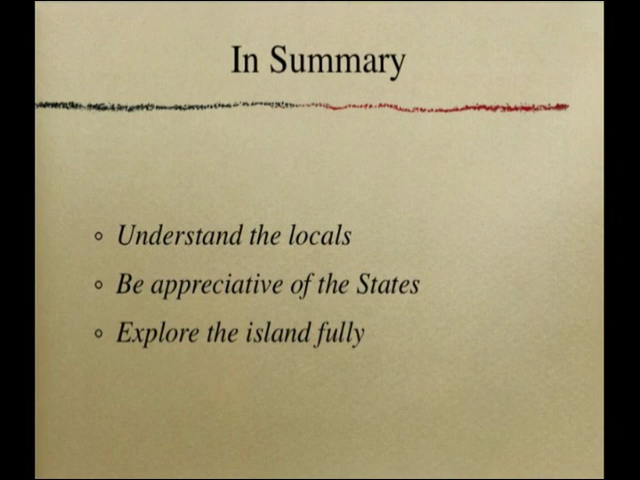 In Summary
Understand the locals
Be appreciative of the States
Explore the island fully